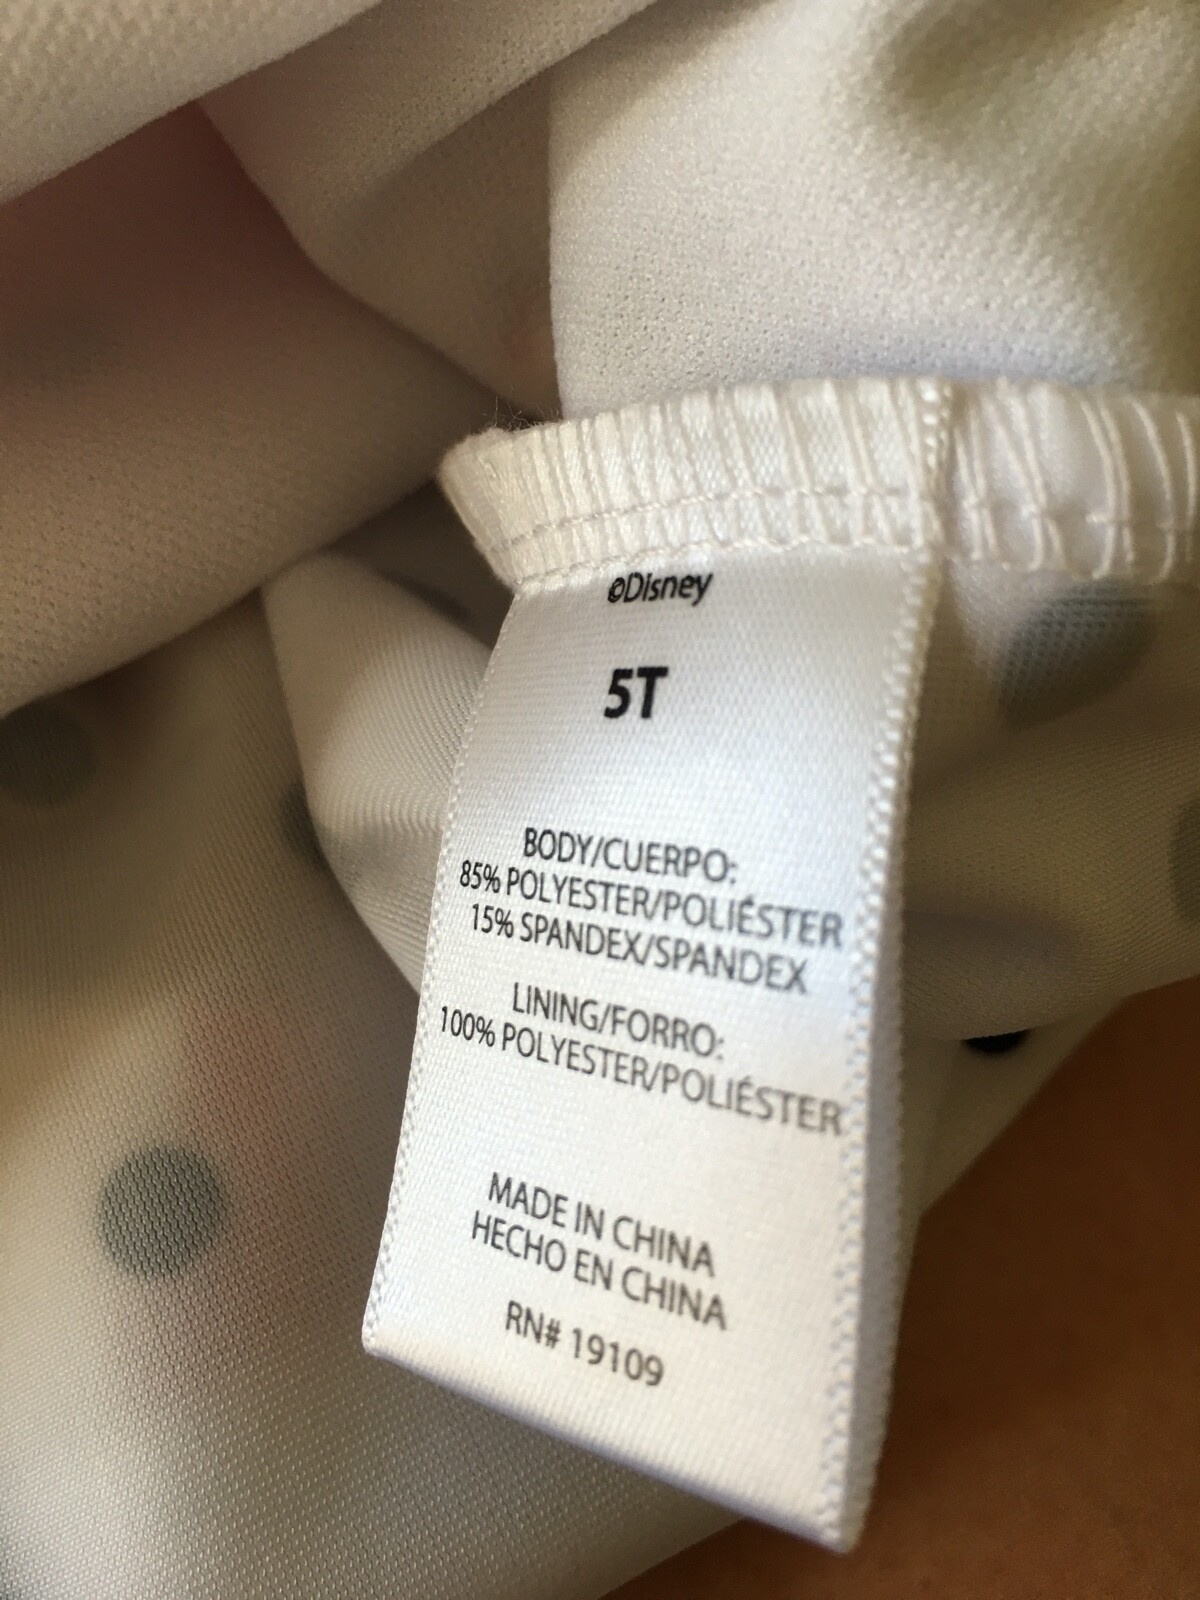 ©Disney
5T
BODY/CUERPO:
85% POLYESTER/POLIÉSTER
15% SPANDEX/SPANDEX
LINING/FORRO:
100% POLYESTER/POLIÉSTER
MADE IN CHINA
HECHO EN CHINA
RN# 19109